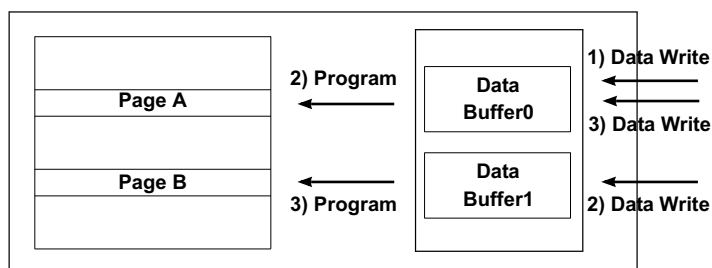 1) Data Write
2) Program
Data
Buffer0
Page A
3) Data Write
Page B
Data
Buffer1
3) Program
2) Data Write